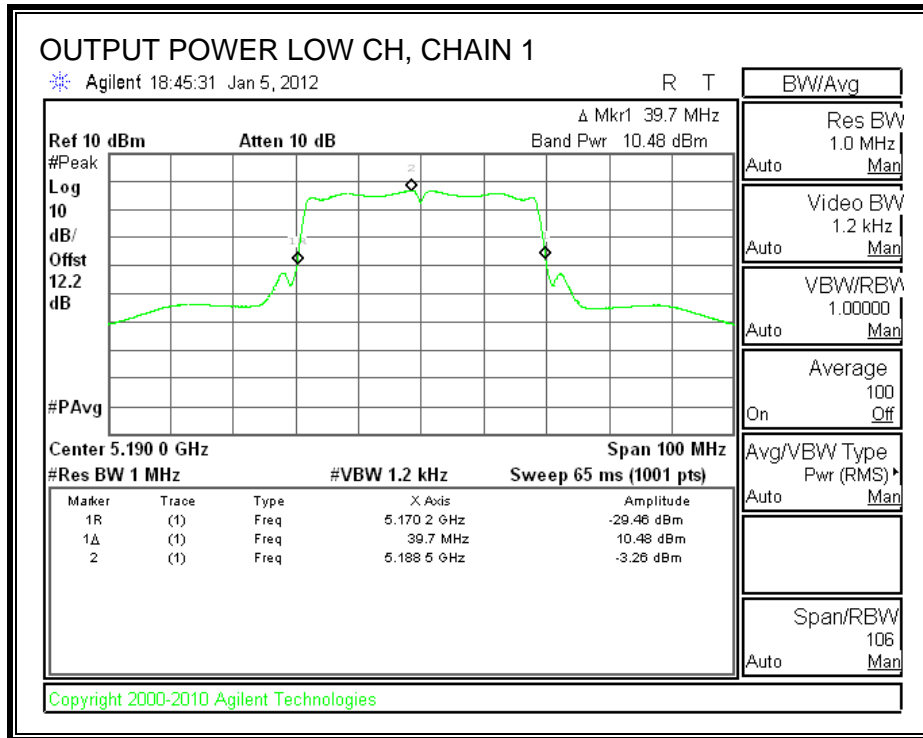 OUTPUT POWER LOW CH, CHAIN 1
Agilent 18:45:31 Jan 5, 2012 R T BW/Avg
Δ Mkr1 39.7 MHz
Ref 10 dBm Atten 10 dB Band Pwr 10.48 dBm
#Peak
Log
10
dB/
Offst
12.2
dB
#PAvg
2
1
Center 5.190 0 GHz Span 100 MHz
#Res BW 1 MHz #VBW 1.2 kHz Sweep 65 ms (1001 pts)
Marker Trace Type X Axis Amplitude
1R (1) Freq 5.170 2 GHz -29.46 dBm
1Δ (1) Freq 39.7 MHz 10.48 dBm
2 (1) Freq 5.188 5 GHz -3.26 dBm
Res BW
1.0 MHz
Auto Man
Video BW
1.2 kHz
Auto Man
VBW/RBW
1.00000
Auto Man
Average
100
On Off
Avg/VBW Type
Pwr (RMS)
Auto Man
Span/RBW
106
Auto Man
Copyright 2000-2010 Agilent Technologies